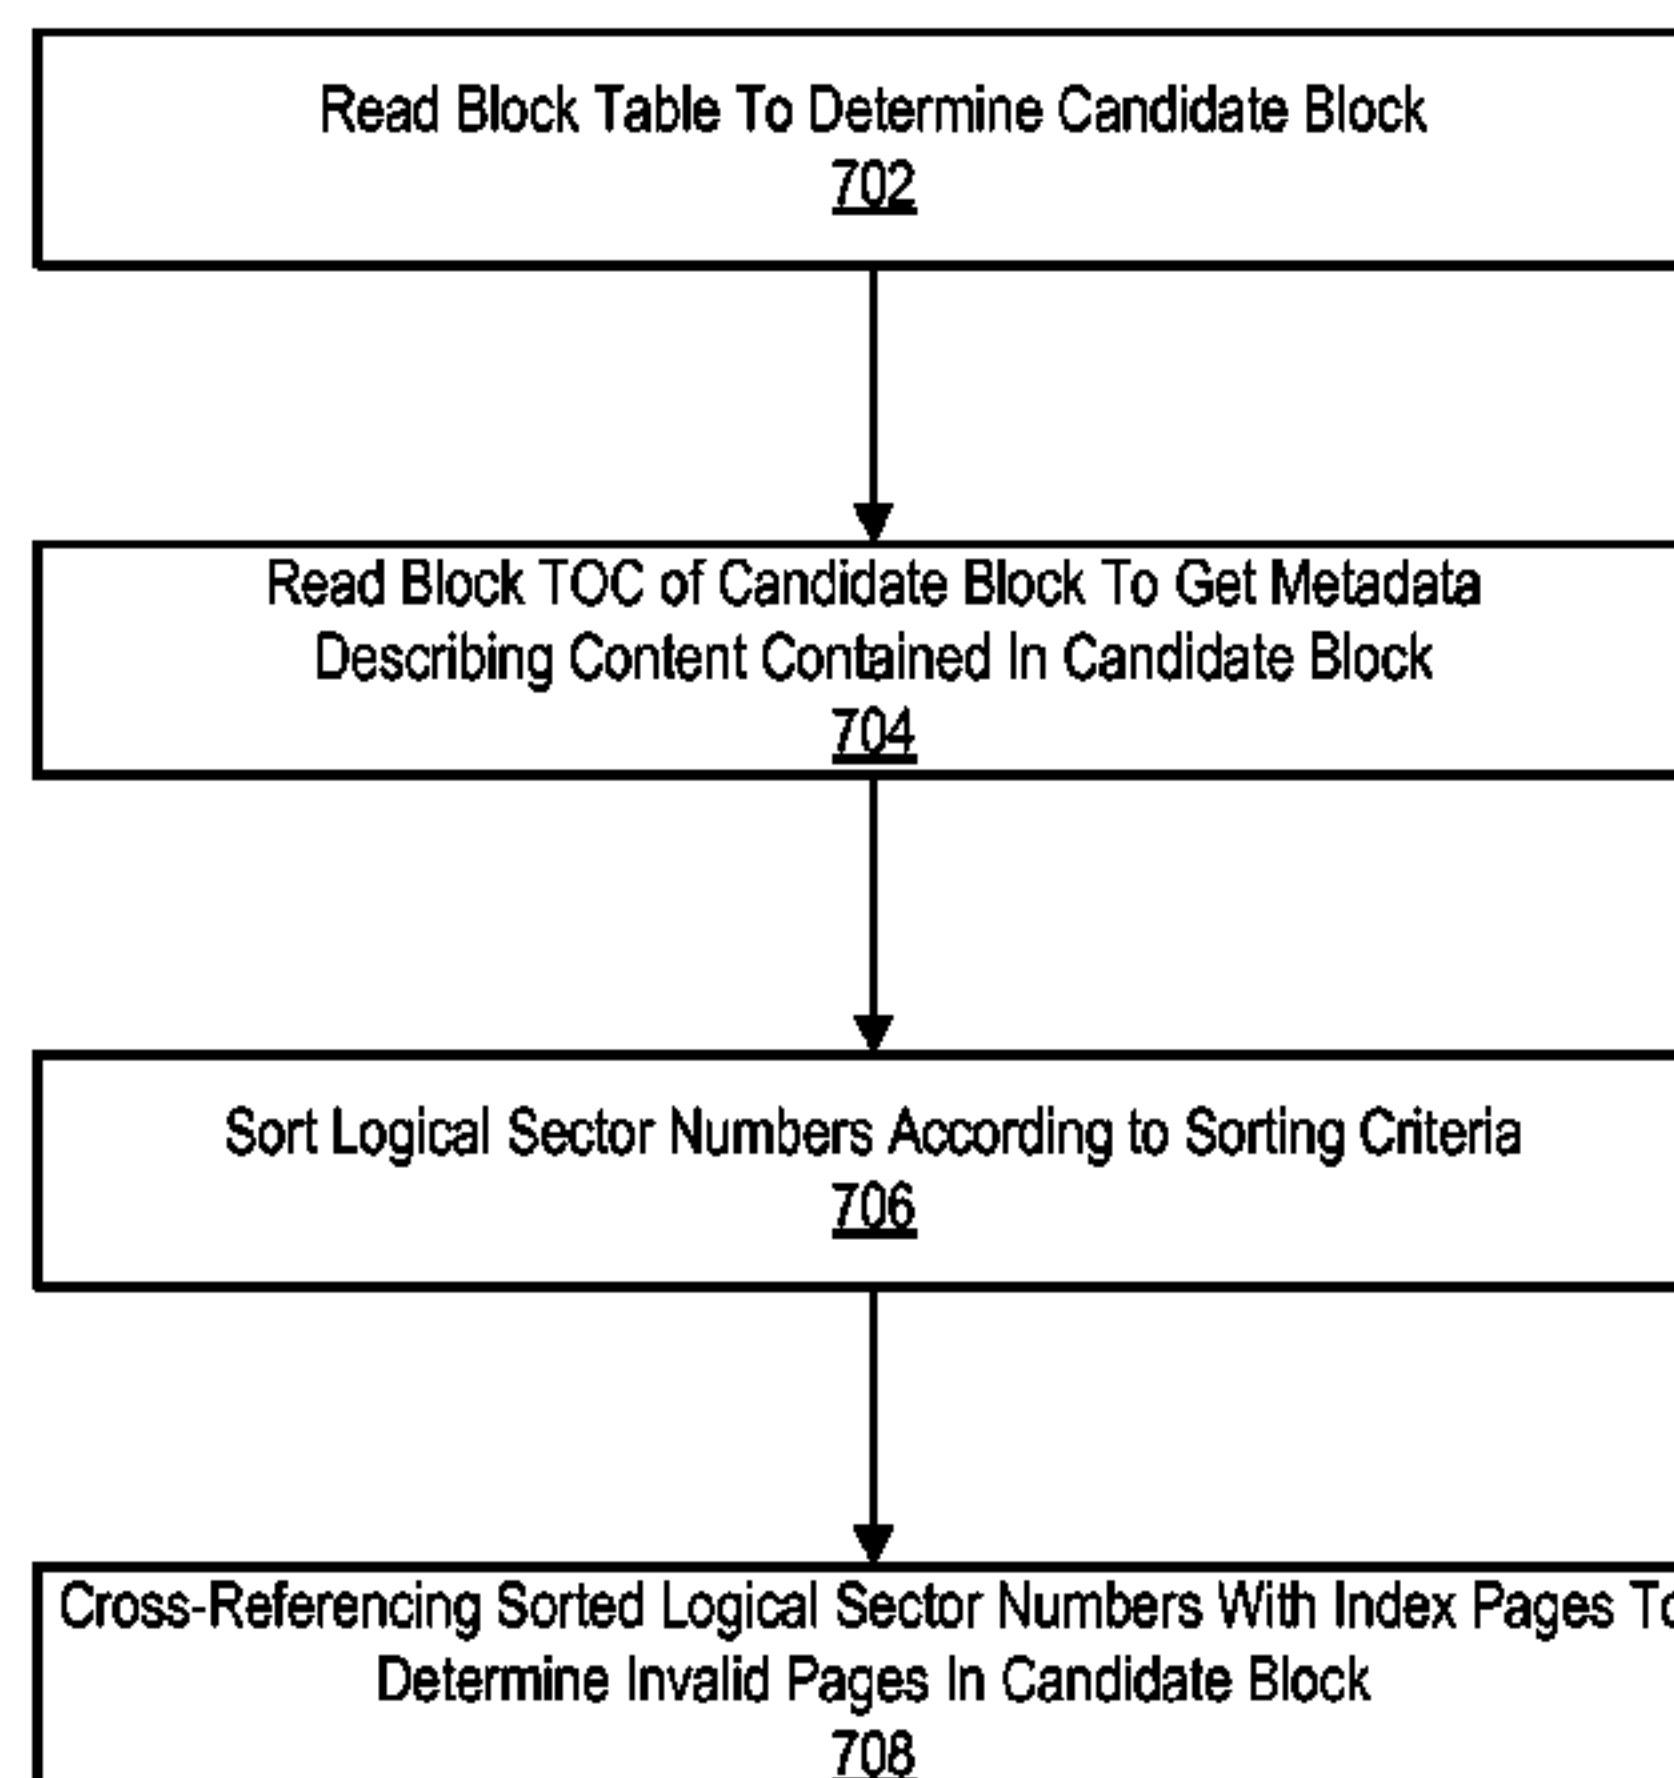 Read Block Table To Determine Candidate Block
702
Read Block TOC of Candidate Block To Get Metadata
Describing Content Contained In Candidate Block
704
Sort Logical Sector Numbers According to Sorting Criteria
706
Cross-Referencing Sorted Logical Sector Numbers With Index Pages To
Determine Invalid Pages In Candidate Block
708